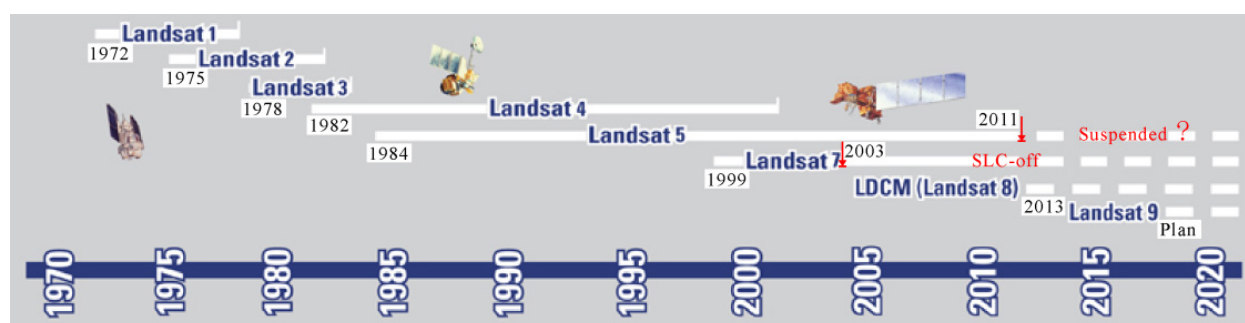 Landsat 1
1972
Landsat 2
1975
Landsat 3
1978
Landsat 4
1982
2011
Landsat 5
Suspended ?
1984
2003
Landsat 7
SLC-off
1999
LDCM (Landsat 8)
2013
Landsat 9
Plan
1970 1975 1980 1985 1990 1995 2000 2005 2010 2015 2020